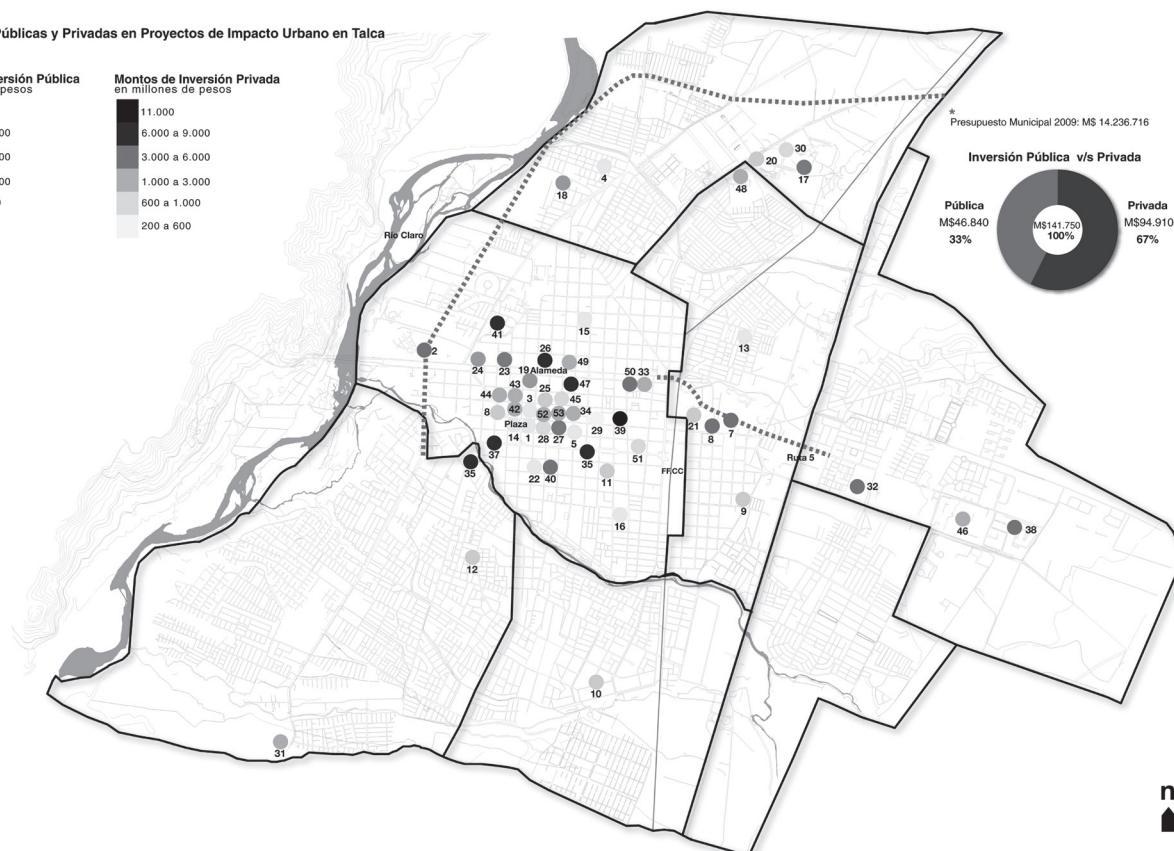 Públicas y Privadas en Proyectos de Impacto Urbano en Talca
ersión Pública
pesos
00
00
00
Montos de Inversión Privada
en millones de pesos
11.000
6.000 a 9.000
3.000 a 6.000
1.000 a 3.000
600 a 1.000
200 a 600
*
Presupuesto Municipal 2009: M$ 14.236.716
Inversión Pública v/s Privada
Pública
M$46.840
33%
M$141.750
100%
Privada
M$94.910
67%
Río Claro
18
4
20
30
17
48
2
41
15
13
26
24
23
19
Alameda
49
47
50
33
44
43
3
25
45
8
42
52
53
34
Plaza
14
1
28
27
5
29
39
21
8
7
37
35
35
51
FFCC
Ruta 5
22
40
11
16
9
32
46
38
12
10
31
n